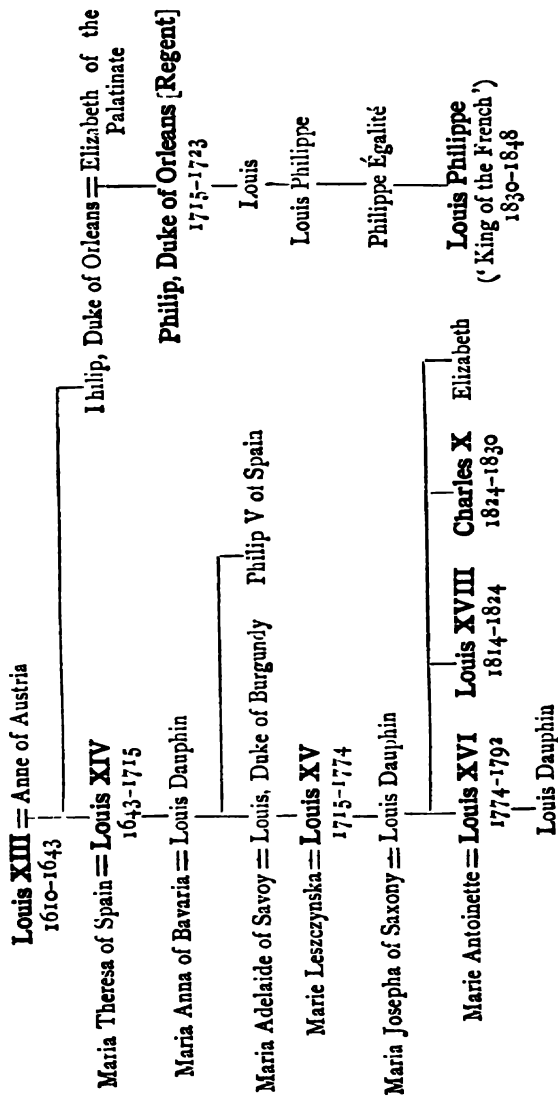 Louis XIII = Anne of Austria
1610–1643
Maria Theresa of Spain = Louis XIV
1643–1715
Philip, Duke of Orleans = Elizabeth of the
Palatinate
Maria Anna of Bavaria = Louis Dauphin
Philip, Duke of Orleans [Regent]
1715–1723
Maria Adelaide of Savoy = Louis, Duke of Burgundy
Philip V of Spain
Louis
Marie Leszczynska = Louis XV
1715–1774
Louis Philippe
Maria Josepha of Saxony = Louis Dauphin
Philippe Égalité
Marie Antoinette = Louis XVI
1774–1792
Louis XVIII
1814–1824
Charles X
1824–1830
Elizabeth
Louis Philippe
(‘King of the French’)
1830–1848
Louis Dauphin